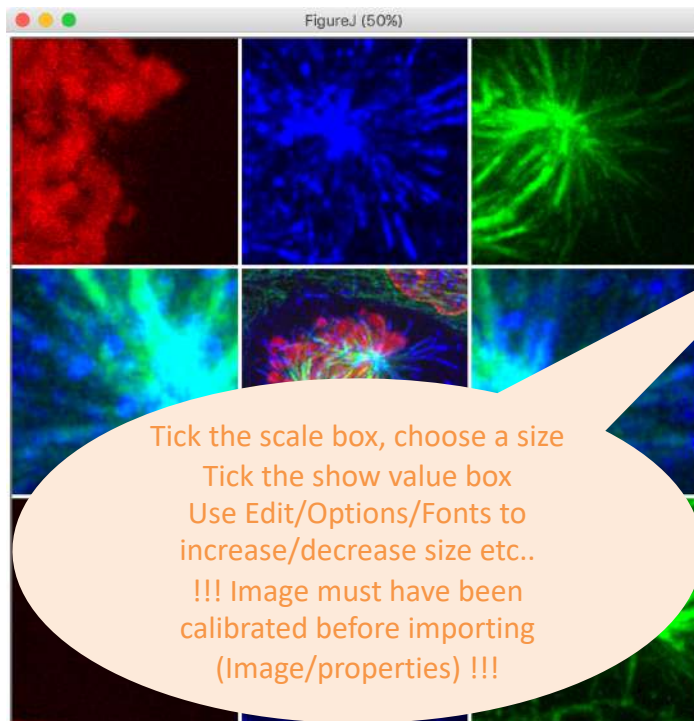 FigureJ (50%)
Tick the scale box, choose a size
Tick the show value box
Use Edit/Options/Fonts to
increase/decrease size etc..
!!! Image must have been
calibrated before importing
(Image/properties) !!!